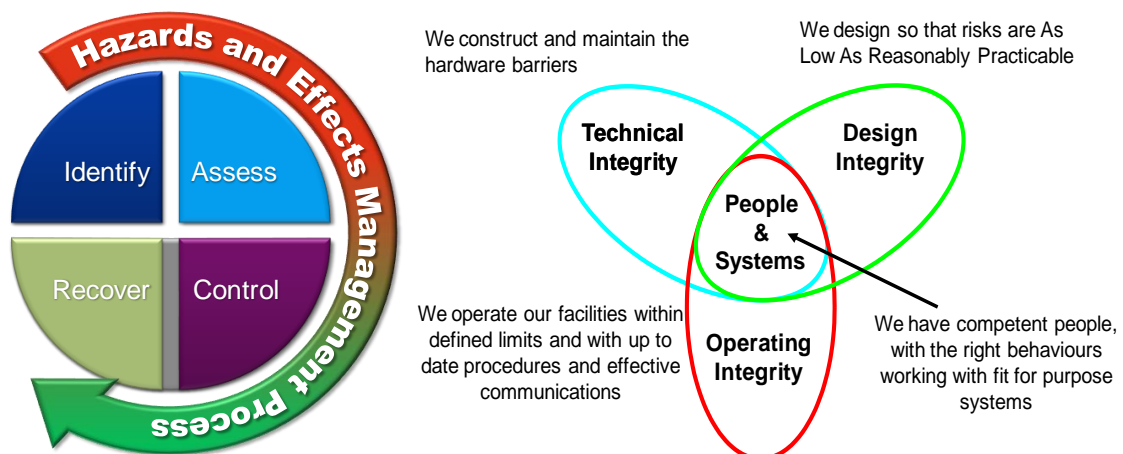 Hazards and Effects Management Process
Identify
Assess
Recover
Control
We construct and maintain the
hardware barriers
We design so that risks are As
Low As Reasonably Practicable
Technical
Integrity
Design
Integrity
People
&
Systems
We operate our facilities within
defined limits and with up to
date procedures and effective
communications
Operating
Integrity
We have competent people,
with the right behaviours
working with fit for purpose
systems